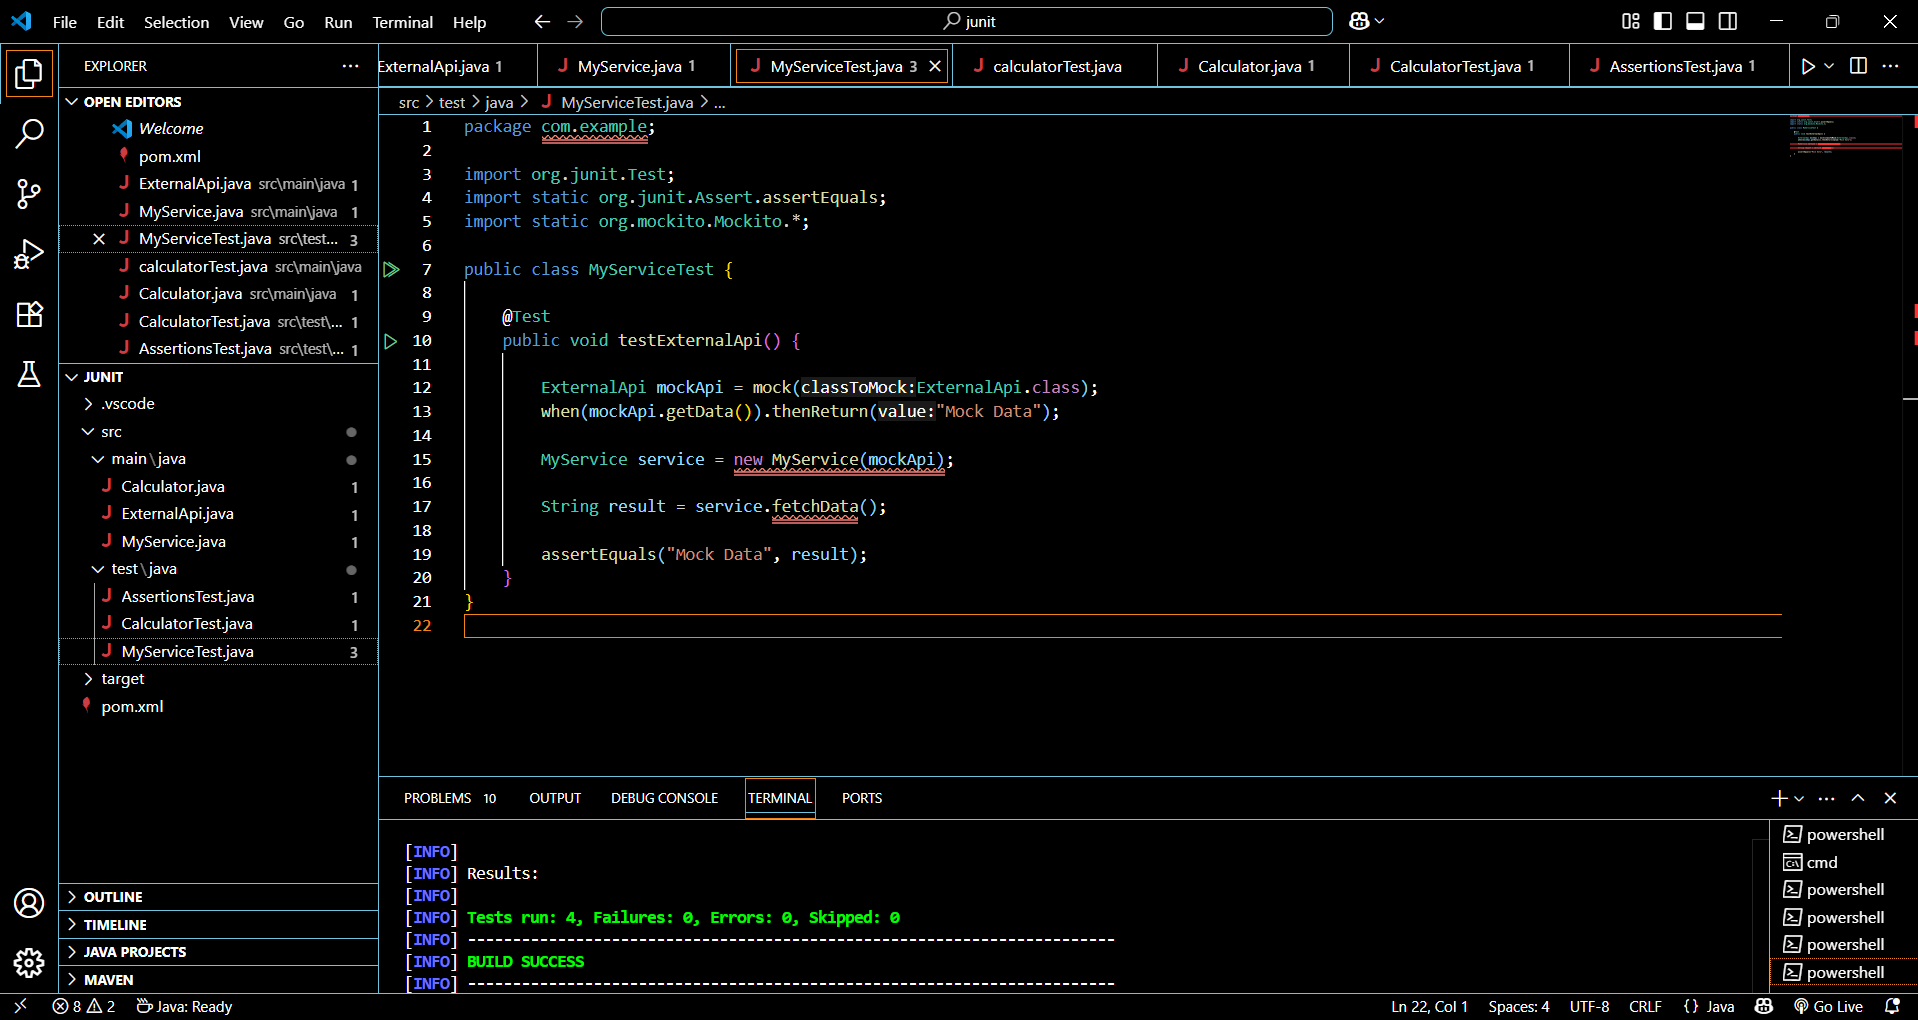 File Edit Selection View Go Run Terminal Help junit
EXPLORER
OPEN EDITORS
Welcome
pom.xml
ExternalApi.java src\main\java 1
MyService.java src\main\java 1
MyServiceTest.java src\test... 3
calculatorTest.java src\main\java
Calculator.java src\main\java 1
CalculatorTest.java src\test\... 1
AssertionsTest.java src\test\... 1
JUNIT
.vscode
src
main\java
Calculator.java 1
ExternalApi.java 1
MyService.java 1
test\java
AssertionsTest.java 1
CalculatorTest.java 1
MyServiceTest.java 3
target
pom.xml
OUTLINE
TIMELINE
JAVA PROJECTS
MAVEN
ExternalApi.java 1 MyService.java 1 MyServiceTest.java 3 calculatorTest.java Calculator.java 1 CalculatorTest.java 1 AssertionsTest.java 1
src > test > java > MyServiceTest.java > ...
1 package com.example;
2
3 import org.junit.Test;
4 import static org.junit.Assert.assertEquals;
5 import static org.mockito.Mockito.*;
6
7 public class MyServiceTest {
8
9 @Test
10 public void testExternalApi() {
11
12 ExternalApi mockApi = mock(classToMock:ExternalApi.class);
13 when(mockApi.getData()).thenReturn(value:"Mock Data");
14
15 MyService service = new MyService(mockApi);
16
17 String result = service.fetchData();
18
19 assertEquals("Mock Data", result);
20 }
21 }
22
PROBLEMS 10 OUTPUT DEBUG CONSOLE TERMINAL PORTS
[INFO]
[INFO] Results:
[INFO]
[INFO] Tests run: 4, Failures: 0, Errors: 0, Skipped: 0
[INFO] ------------------------------------------------------------------------
[INFO] BUILD SUCCESS
[INFO] ------------------------------------------------------------------------
powershell
cmd
powershell
powershell
powershell
powershell
8 2 Java: Ready Ln 22, Col 1 Spaces: 4 UTF-8 CRLF {} Java Go Live